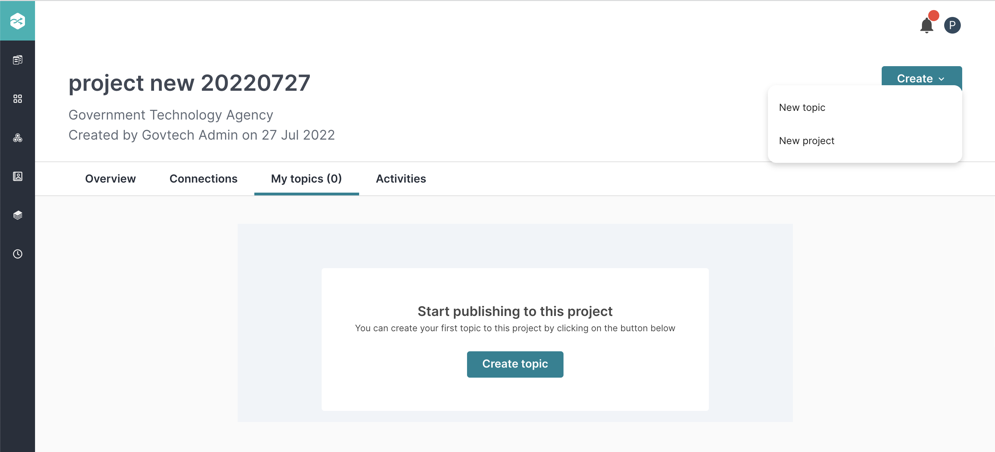 P
project new 20220727
Create
Government Technology Agency
Created by Govtech Admin on 27 Jul 2022
New topic
New project
Overview
Connections
My topics (0)
Activities
Start publishing to this project
You can create your first topic to this project by clicking on the button below
Create topic